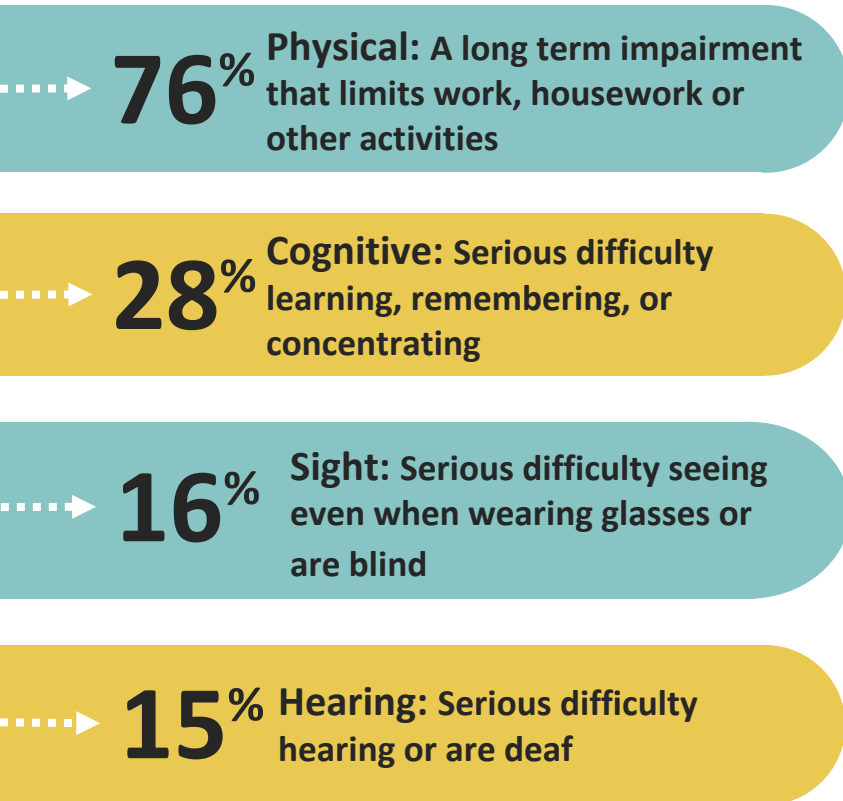 76% Physical: A long term impairment
that limits work, housework or
other activities
28% Cognitive: Serious difficulty
learning, remembering, or
concentrating
16% Sight: Serious difficulty seeing
even when wearing glasses or
are blind
15% Hearing: Serious difficulty
hearing or are deaf